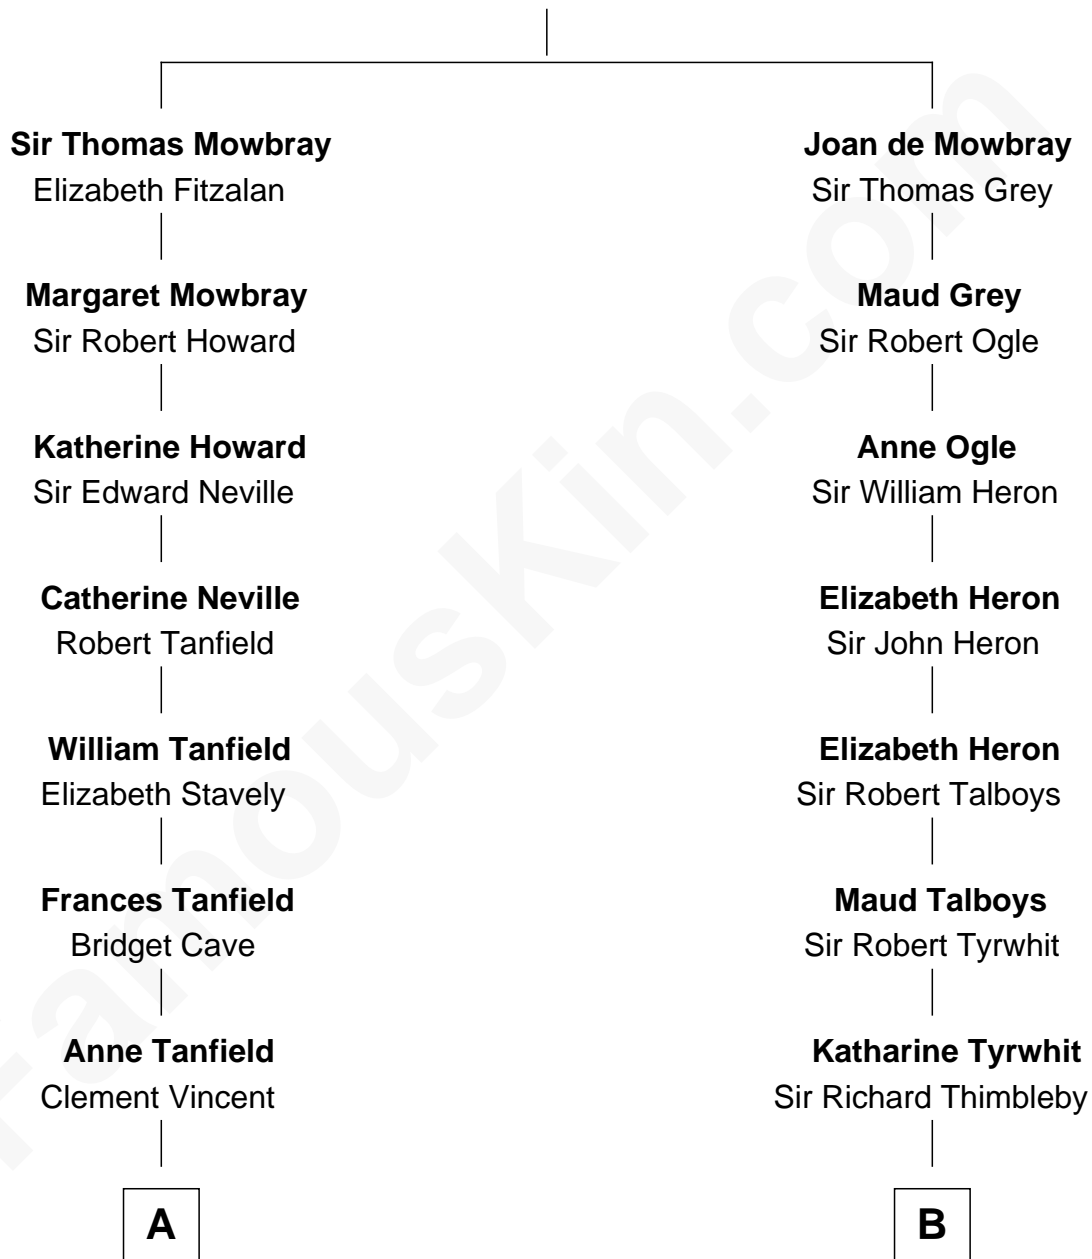 Sir Thomas Mowbray
Elizabeth Fitzalan
Margaret Mowbray
Sir Robert Howard
Katherine Howard
Sir Edward Neville
Catherine Neville
Robert Tanfield
William Tanfield
Elizabeth Stavely
Frances Tanfield
Bridget Cave
Anne Tanfield
Clement Vincent
A
Joan de Mowbray
Sir Thomas Grey
Maud Grey
Sir Robert Ogle
Anne Ogle
Sir William Heron
Elizabeth Heron
Sir John Heron
Elizabeth Heron
Sir Robert Talboys
Maud Talboys
Sir Robert Tyrwhit
Katharine Tyrwhit
Sir Richard Thimbleby
B
FamousKin.com